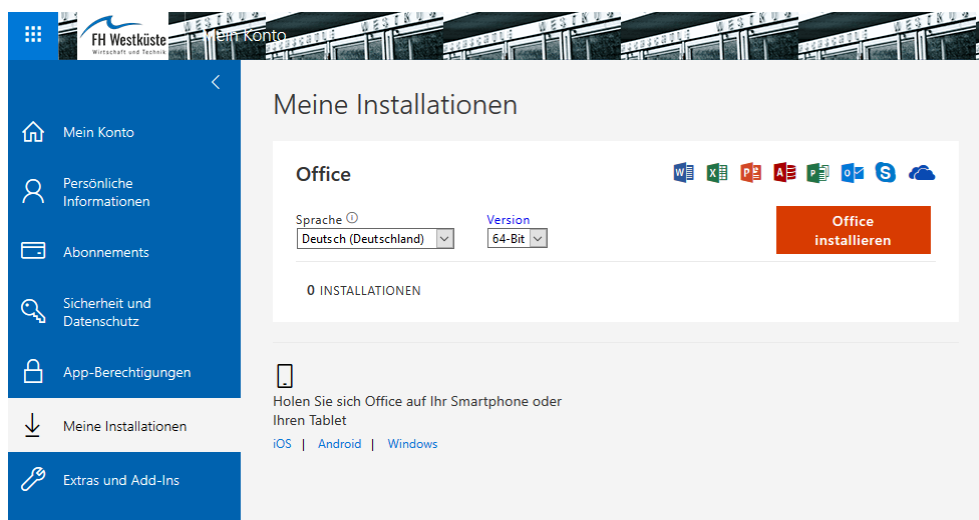 FH Westküste
Wirtschaft und Technik
Mein Konto
Mein Konto
Persönliche
Informationen
Abonnements
Sicherheit und
Datenschutz
App-Berechtigungen
Meine Installationen
Extras und Add-Ins
Meine Installationen
Office
Sprache
Version
Deutsch (Deutschland)
64-Bit
Office
installieren
0 INSTALLATIONEN
Holen Sie sich Office auf Ihr Smartphone oder
Ihren Tablet
iOS | Android | Windows